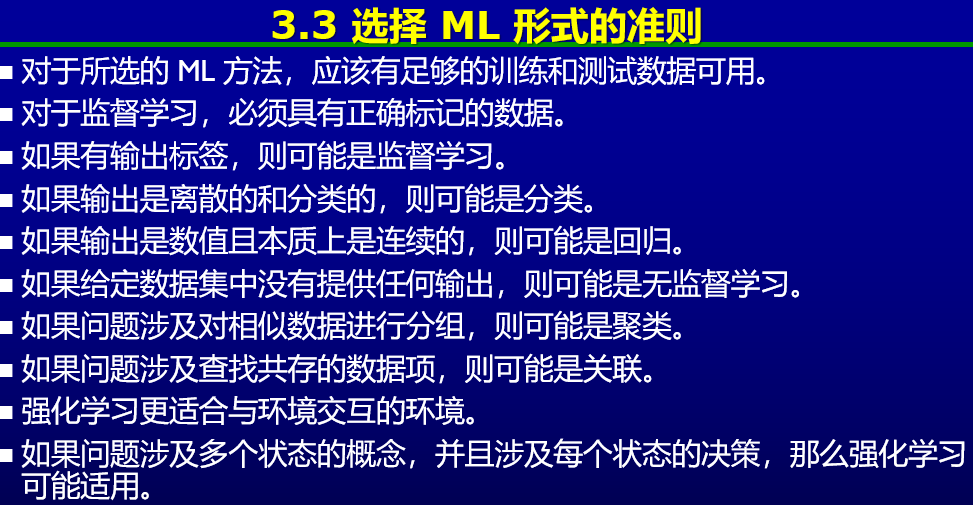 3.3 选择 ML 形式的准则
对于所选的 ML 方法，应该有足够的训练和测试数据可用。
对于监督学习，必须具有正确标记的数据。
如果有输出标签，则可能是监督学习。
如果输出是离散的和分类的，则可能是分类。
如果输出是数值且本质上是连续的，则可能是回归。
如果给定数据集中没有提供任何输出，则可能是无监督学习。
如果问题涉及对相似数据进行分组，则可能是聚类。
如果问题涉及查找共存的数据项，则可能是关联。
强化学习更适合与环境交互的环境。
如果问题涉及多个状态的概念，并且涉及每个状态的决策，那么强化学习
可能适用。